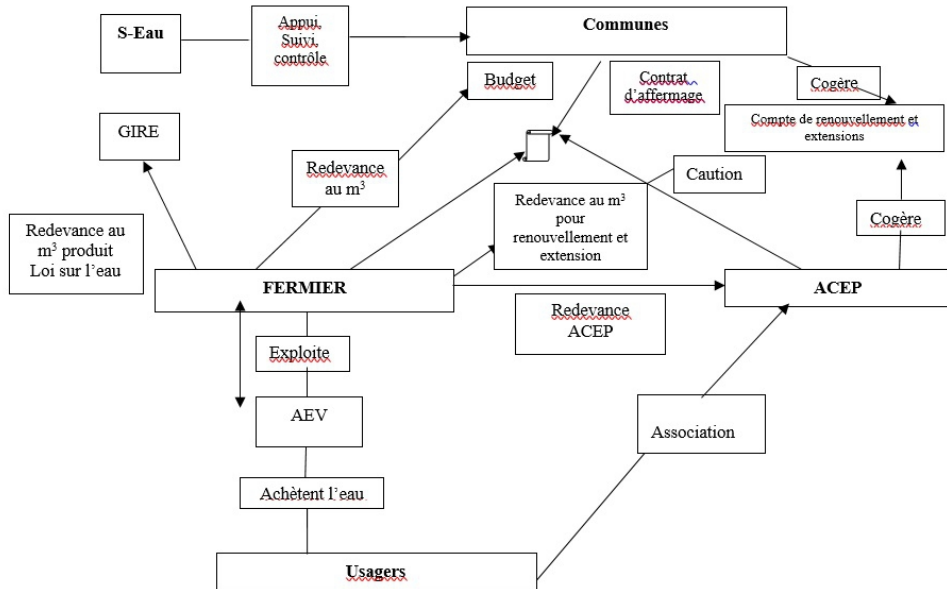 S-Eau
Appui,
Suivi,
contrôle
Communes
Budget
Contrat
d'affermage
Cogère
Compte de renouvellement et
extensions
GIRE
Redevance
au m³
Caution
Redevance au m³
pour
renouvellement et
extension
Cogère
Redevance au
m³ produit
Loi sur l'eau
FERMIER
ACEP
Redevance
ACEP
Exploite
AEV
Association
Achètent l'eau
Usagers